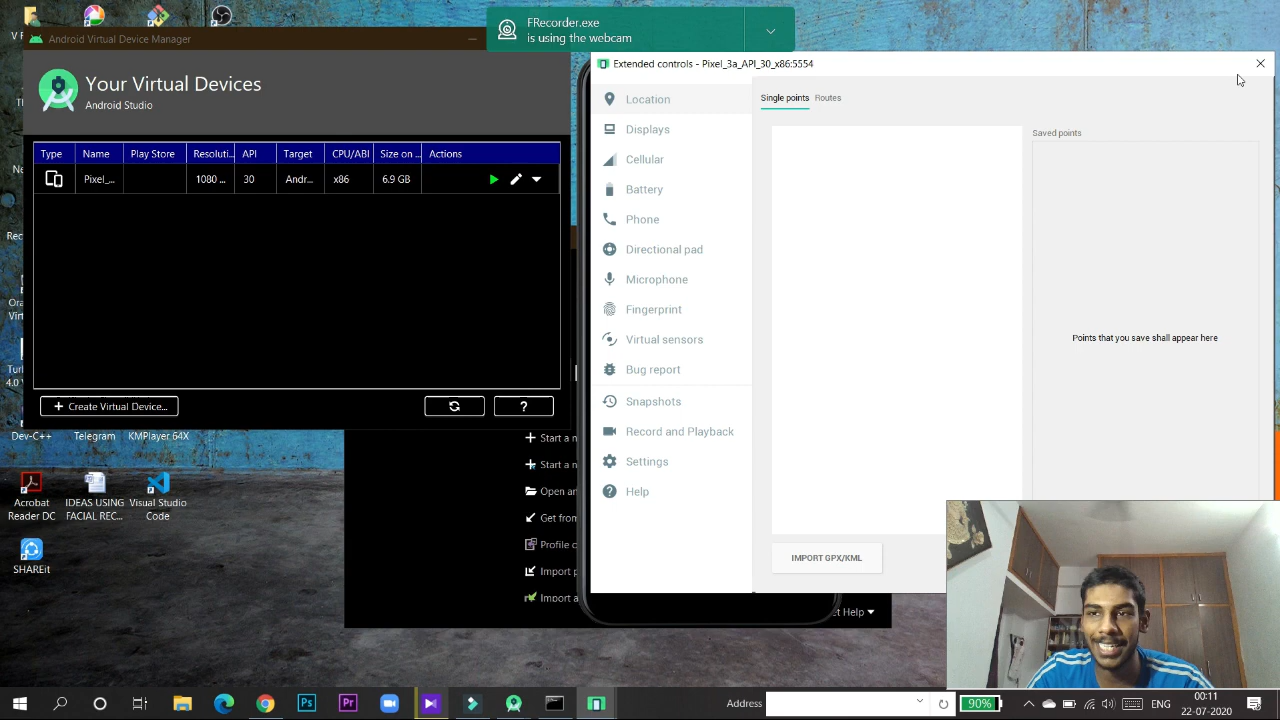 FRecorder.exe
is using the webcam
Android Virtual Device Manager
Your Virtual Devices
Android Studio
Type Name Play Store Resoluti... API Target CPU/ABI Size on ... Actions
Pixel_... 1080 ... 30 Andr... x86 6.9 GB
+ Create Virtual Device...
?
Extended controls - Pixel_3a_API_30_x86:5554
Location
Displays
Cellular
Battery
Phone
Directional pad
Microphone
Fingerprint
Virtual sensors
Bug report
Snapshots
Record and Playback
Settings
Help
Single points Routes
Saved points
Points that you save shall appear here
IMPORT GPX/KML
Start a n
Start a n
Open an
Get from
Profile c
Import p
Import a
et Help
Dev-C++ Telegram KMPlayer 64X
Acrobat
Reader DC
IDEAS USING
FACIAL REC...
Visual Studio
Code
SHAREit
Address
90%
ENG
00:11
22-07-2020